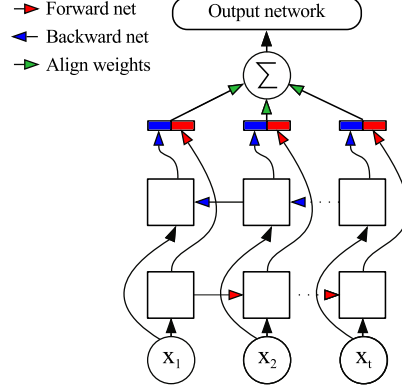 Forward net
Output network
Backward net
Align weights
Σ
x1
x2
xt